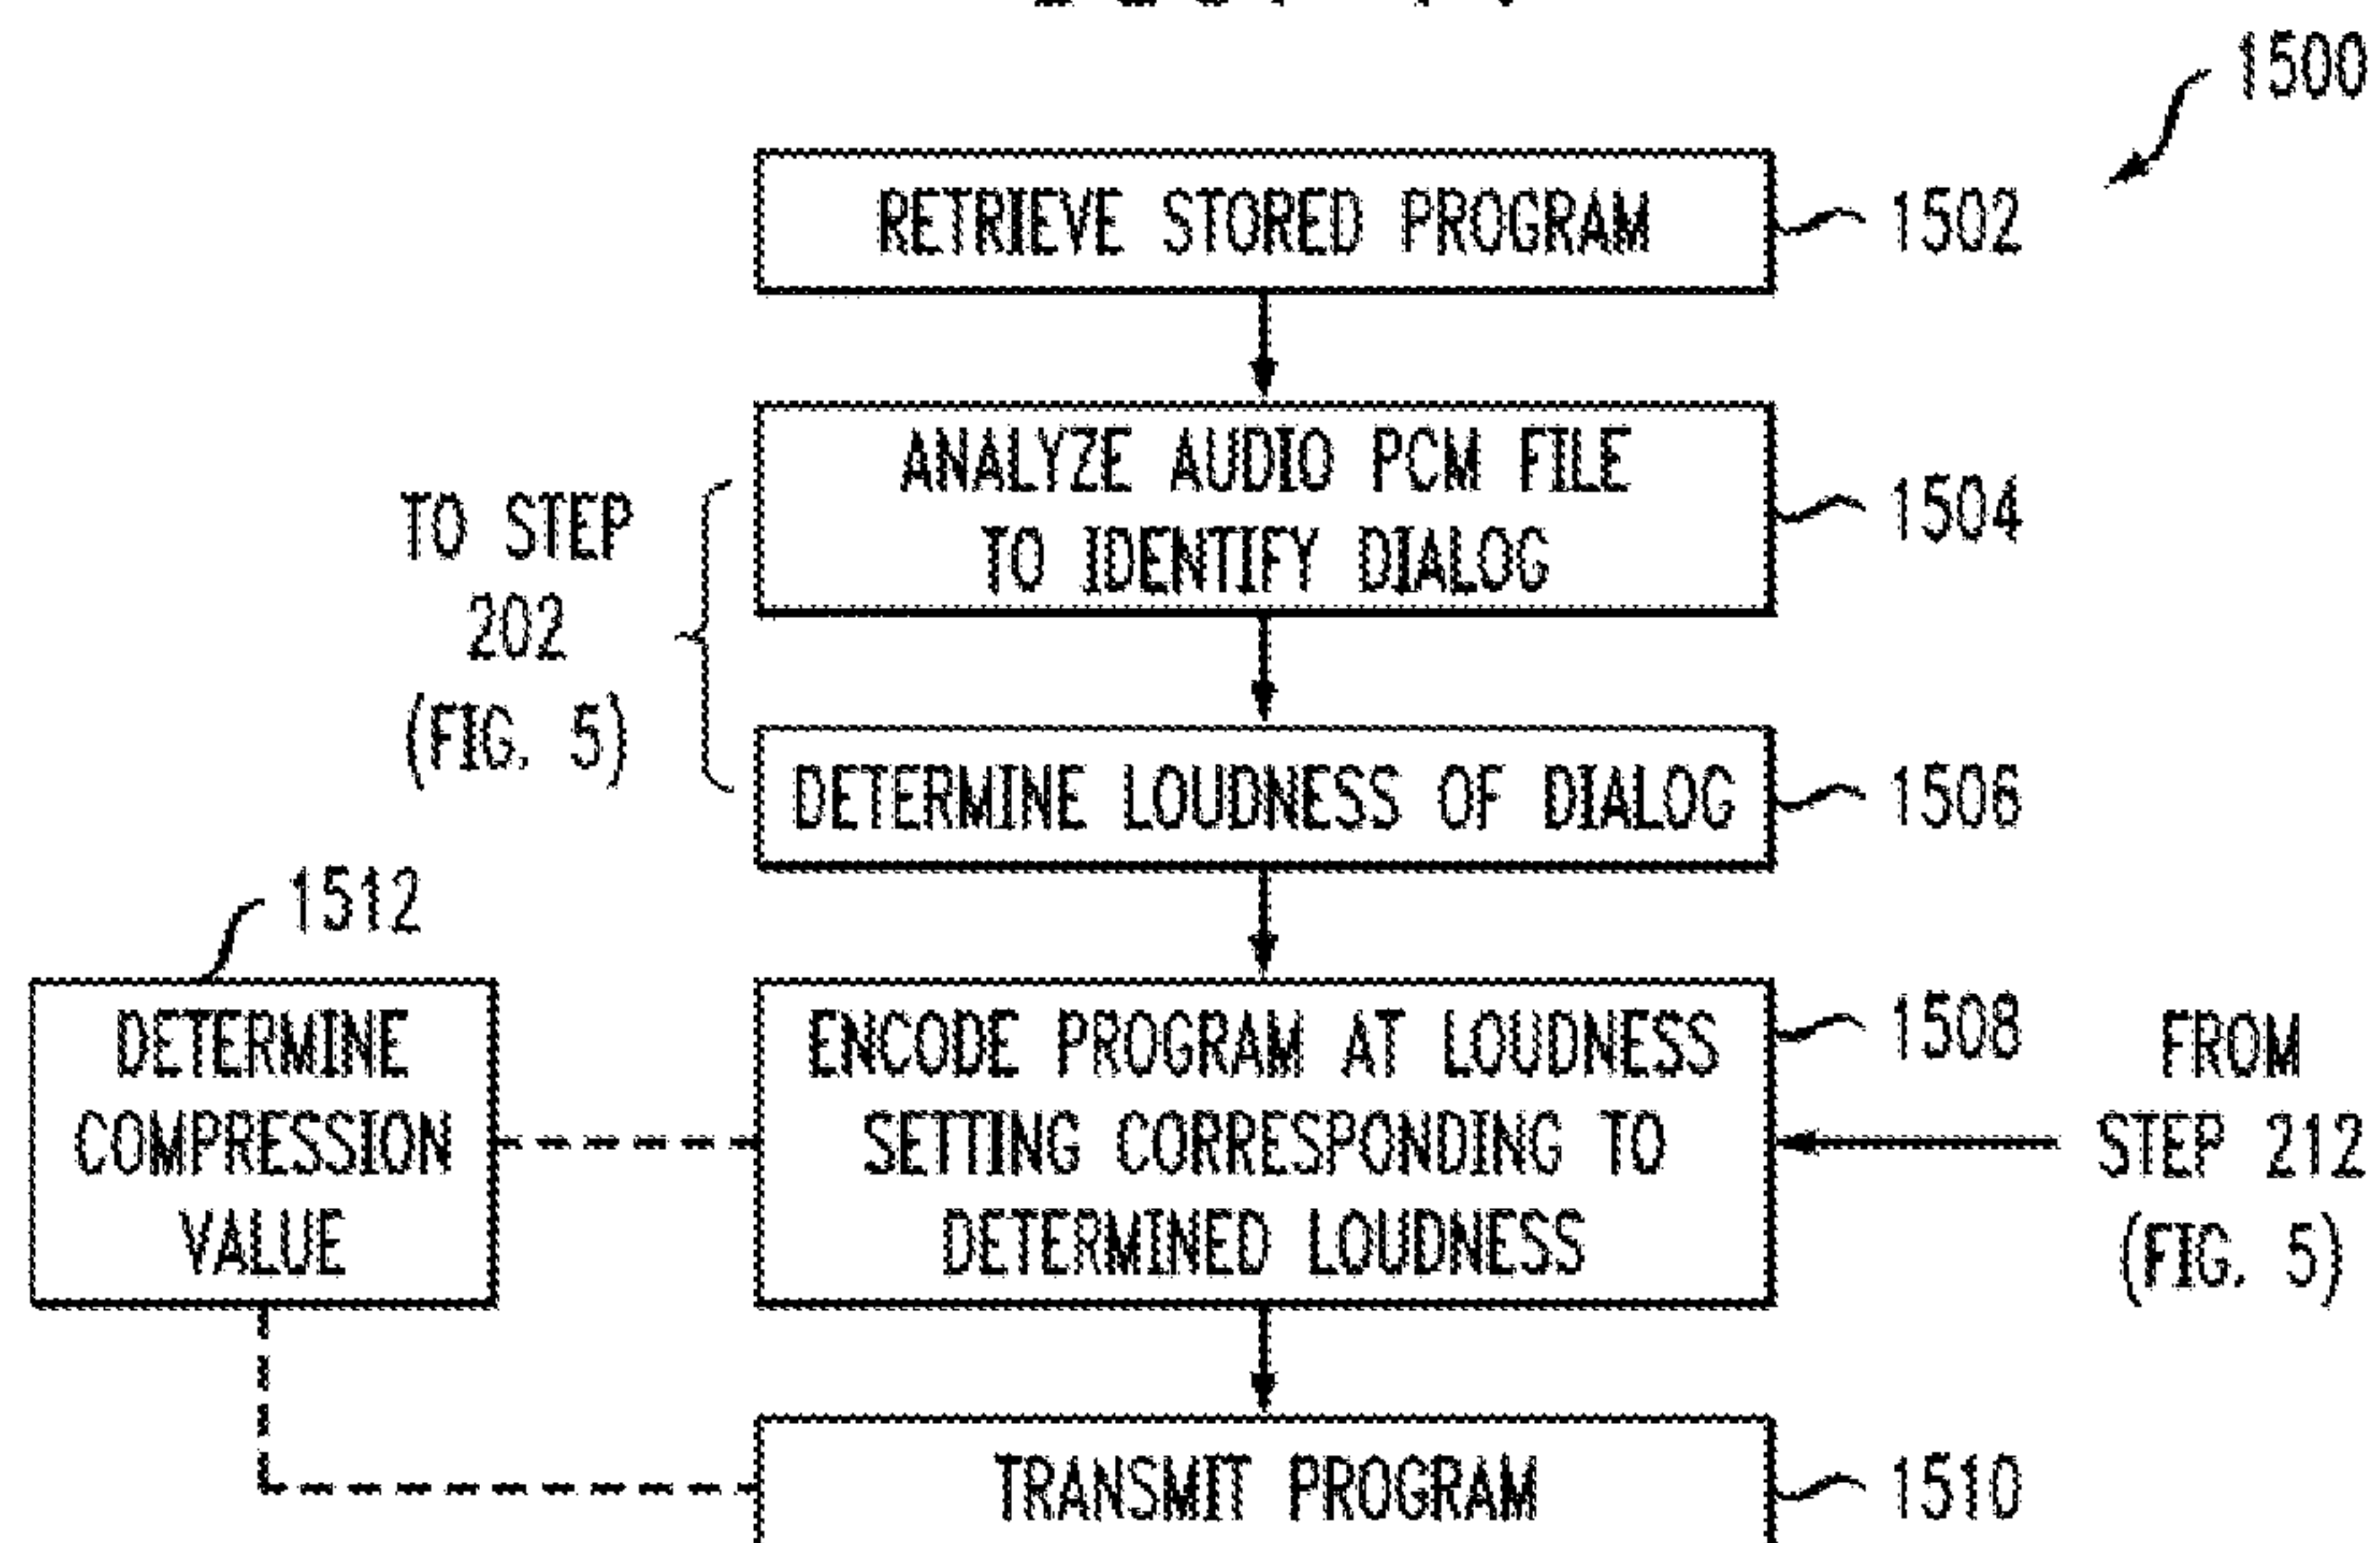 1500
RETRIEVE STORED PROGRAM
1502
ANALYZE AUDIO PCM FILE
TO IDENTIFY DIALOG
1504
TO STEP
202
(FIG. 5)
DETERMINE LOUDNESS OF DIALOG
1506
1512
DETERMINE
COMPRESSION
VALUE
ENCODE PROGRAM AT LOUDNESS
SETTING CORRESPONDING TO
DETERMINED LOUDNESS
1508
FROM
STEP 212
(FIG. 5)
TRANSMIT PROGRAM
1510